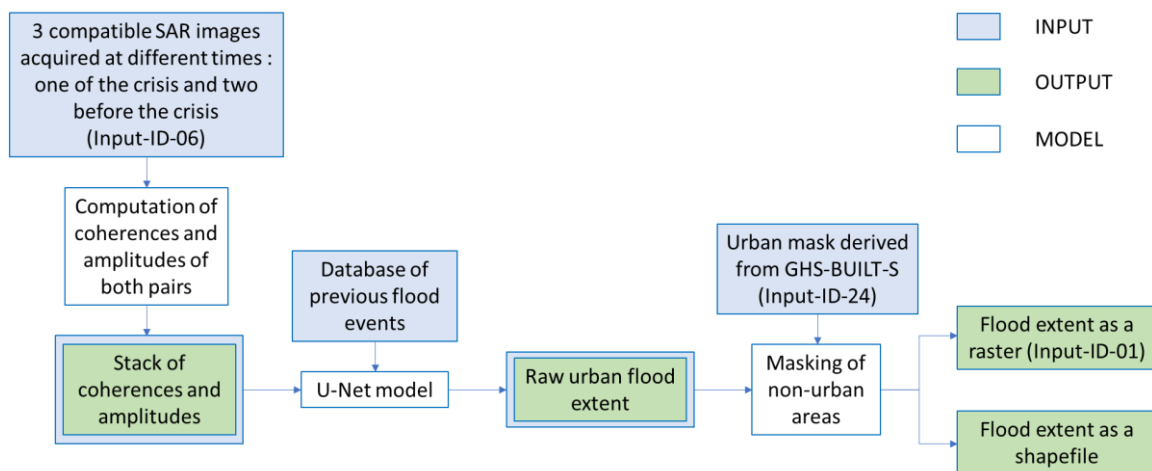 3 compatible SAR images
acquired at different times :
one of the crisis and two
before the crisis
(Input-ID-06)
INPUT
OUTPUT
MODEL
Computation of
coherences and
amplitudes of
both pairs
Database of
previous flood
events
Urban mask derived
from GHS-BUILT-S
(Input-ID-24)
Stack of
coherences and
amplitudes
U-Net model
Raw urban flood
extent
Masking of
non-urban
areas
Flood extent as a
raster (Input-ID-01)
Flood extent as a
shapefile